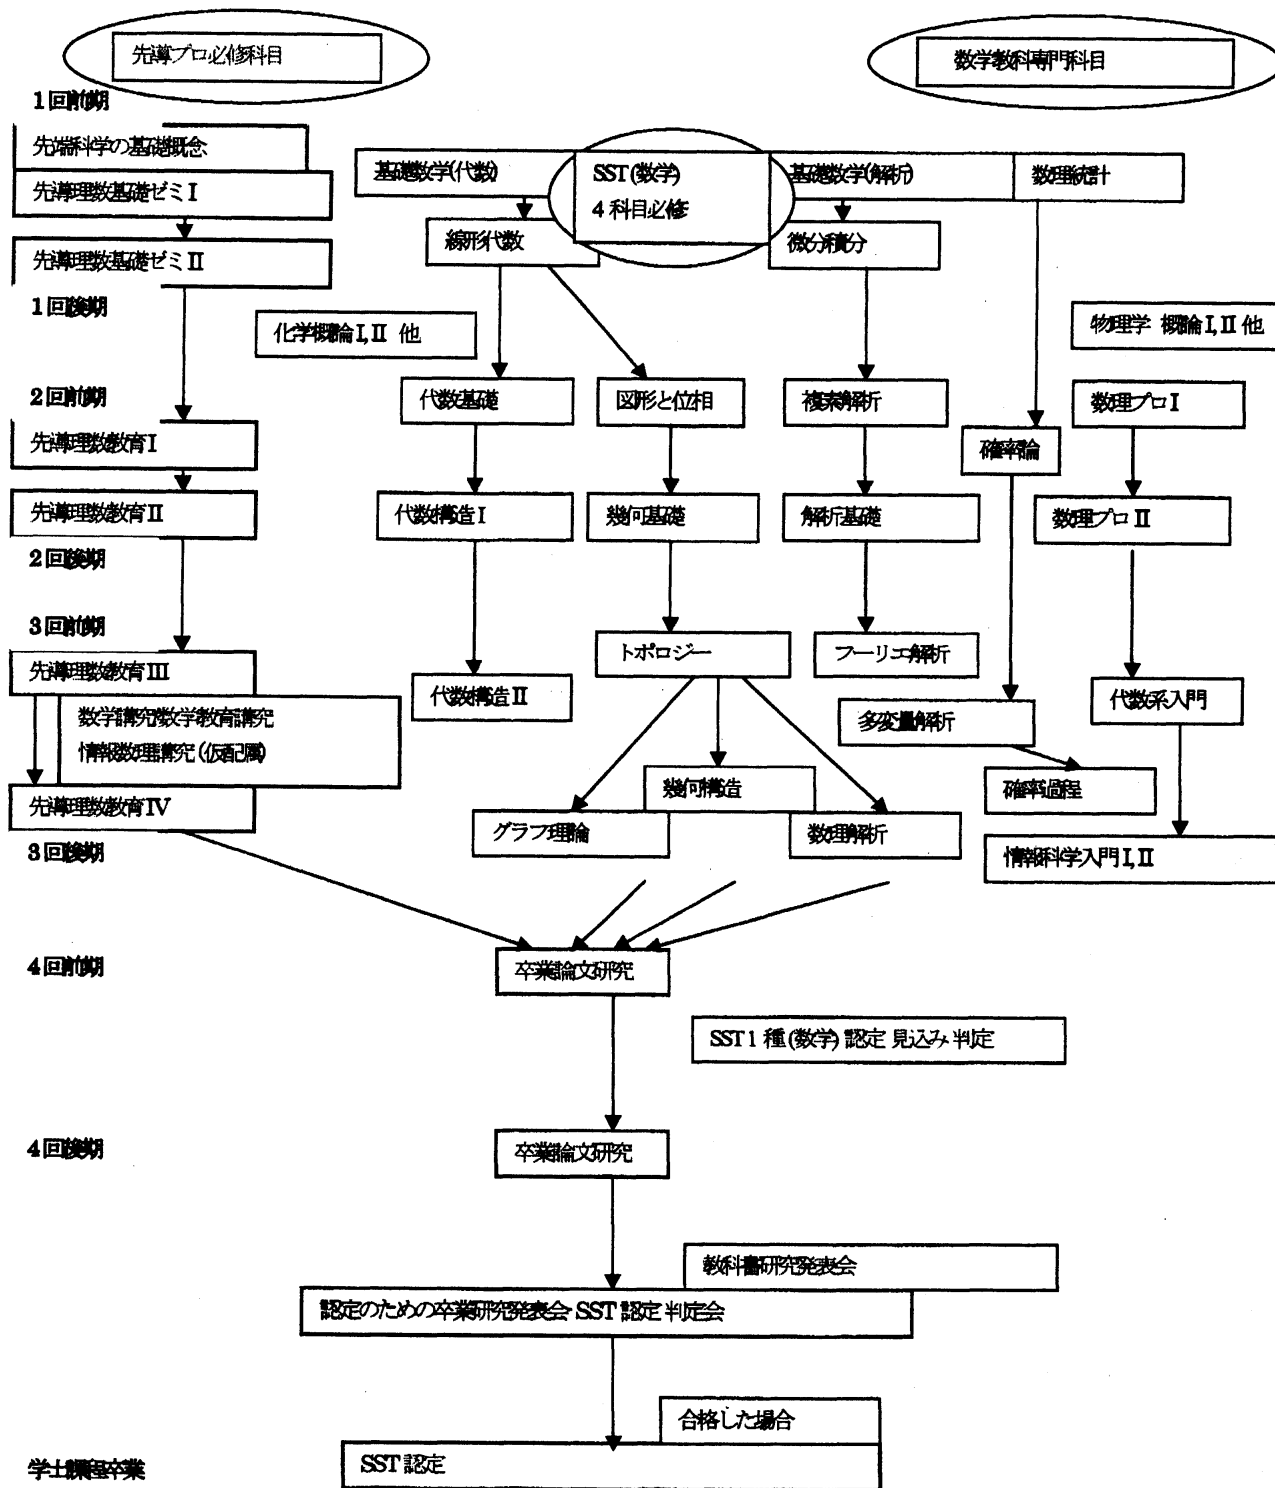 先導プロ必修科目
数学教科専門科目
1回前期
先端科学の基礎概念
先導理数基礎ゼミⅠ
先導理数基礎ゼミⅡ
基礎数学(代数)
SST(数学)
4科目必修
基礎数学(解析)
数理統計
線形代数
微分積分
1回後期
化学概論Ⅰ,Ⅱ 他
物理学 概論Ⅰ,Ⅱ 他
2回前期
代数基礎
図形と位相
複素解析
数理プロⅠ
先導理数教育Ⅰ
確率論
先導理数教育Ⅱ
代数構造Ⅰ
幾何基礎
解析基礎
数理プロⅡ
2回後期
3回前期
先導理数教育Ⅲ
トポロジー
フーリエ解析
代数構造Ⅱ
代数系入門
数学講究数学教育講究
情報数理講究(仮配属)
多変量解析
幾何構造
確率過程
先導理数教育Ⅳ
グラフ理論
数理解析
3回後期
情報科学入門Ⅰ,Ⅱ
4回前期
卒業論文研究
SST1種(数学)認定 見込み 判定
4回後期
卒業論文研究
教科書研究発表会
認定のための卒業研究発表会・SST認定 判定会
合格した場合
学士課程卒業
SST認定